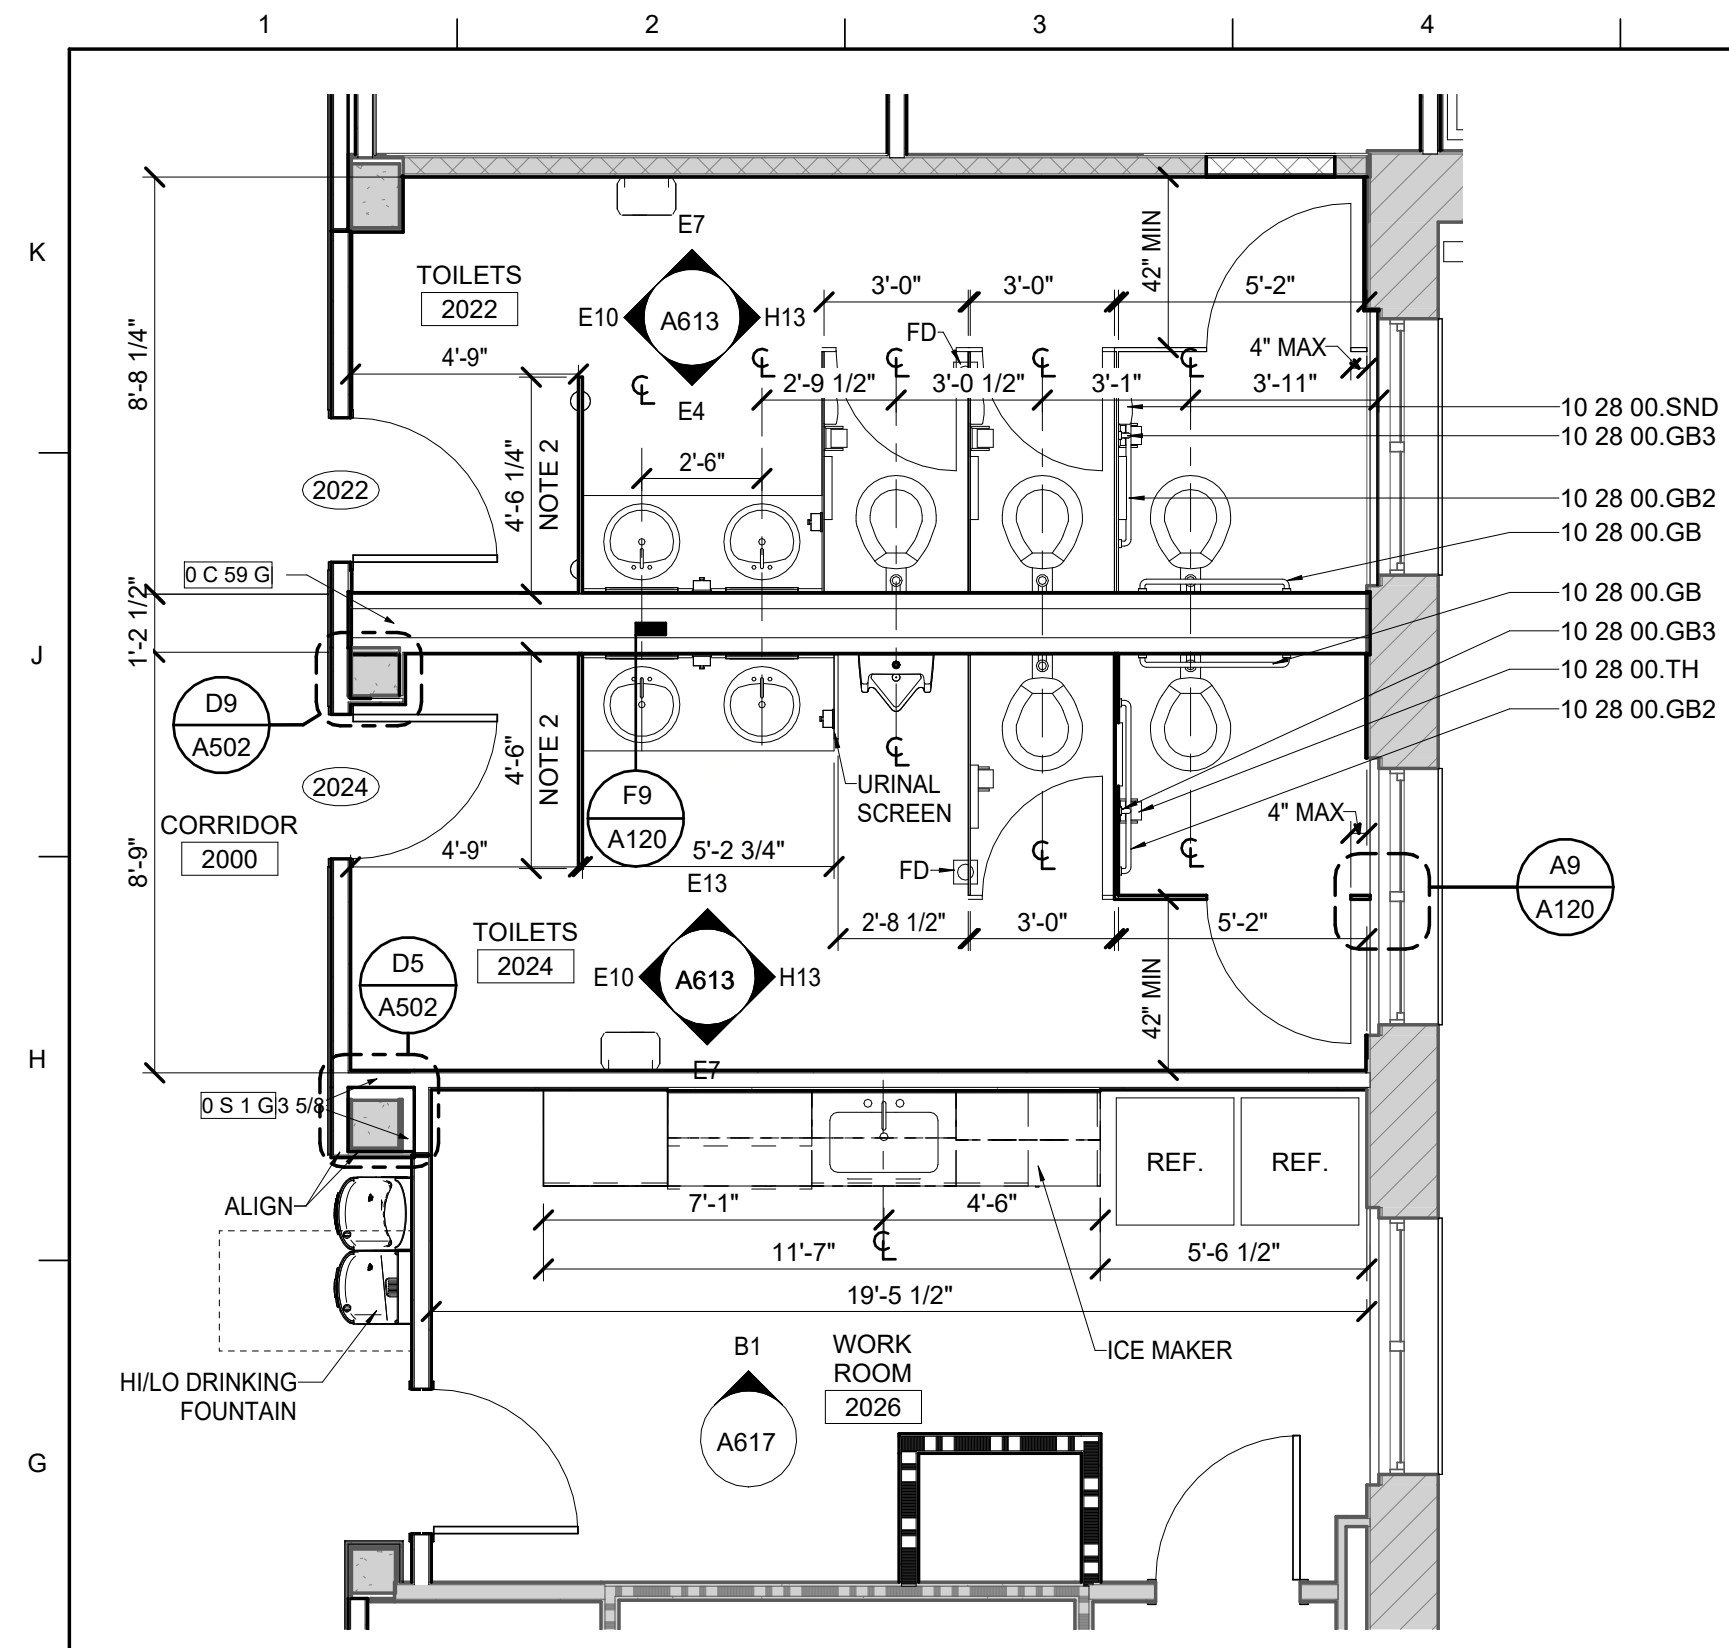 1
2
3
4
K
J
H
G
E7
TOILETS
2022
E10
A613
H13
E4
8'-8 1/4"
4'-9"
42" MIN
3'-0"
3'-0"
5'-2"
FD
4" MAX
2'-9 1/2"
3'-0 1/2"
3'-1"
3'-11"
2'-6"
4'-6 1/4"
NOTE 2
2022
0 C 59 G
1'-2 1/2"
10 28 00.SND
10 28 00.GB3
10 28 00.GB2
10 28 00.GB
10 28 00.GB
10 28 00.GB3
10 28 00.TH
10 28 00.GB2
D9
A502
2024
CORRIDOR
2000
4'-6"
NOTE 2
F9
A120
4'-9"
5'-2 3/4"
URINAL
SCREEN
FD
4" MAX
A9
A120
8'-9"
E13
TOILETS
2024
E10
A613
H13
E7
2'-8 1/2"
3'-0"
5'-2"
42" MIN
D5
A502
0 S 1 G
3 5/8
ALIGN
REF.
REF.
7'-1"
4'-6"
11'-7"
5'-6 1/2"
19'-5 1/2"
ICE MAKER
HI/LO DRINKING
FOUNTAIN
B1
A617
WORK
ROOM
2026